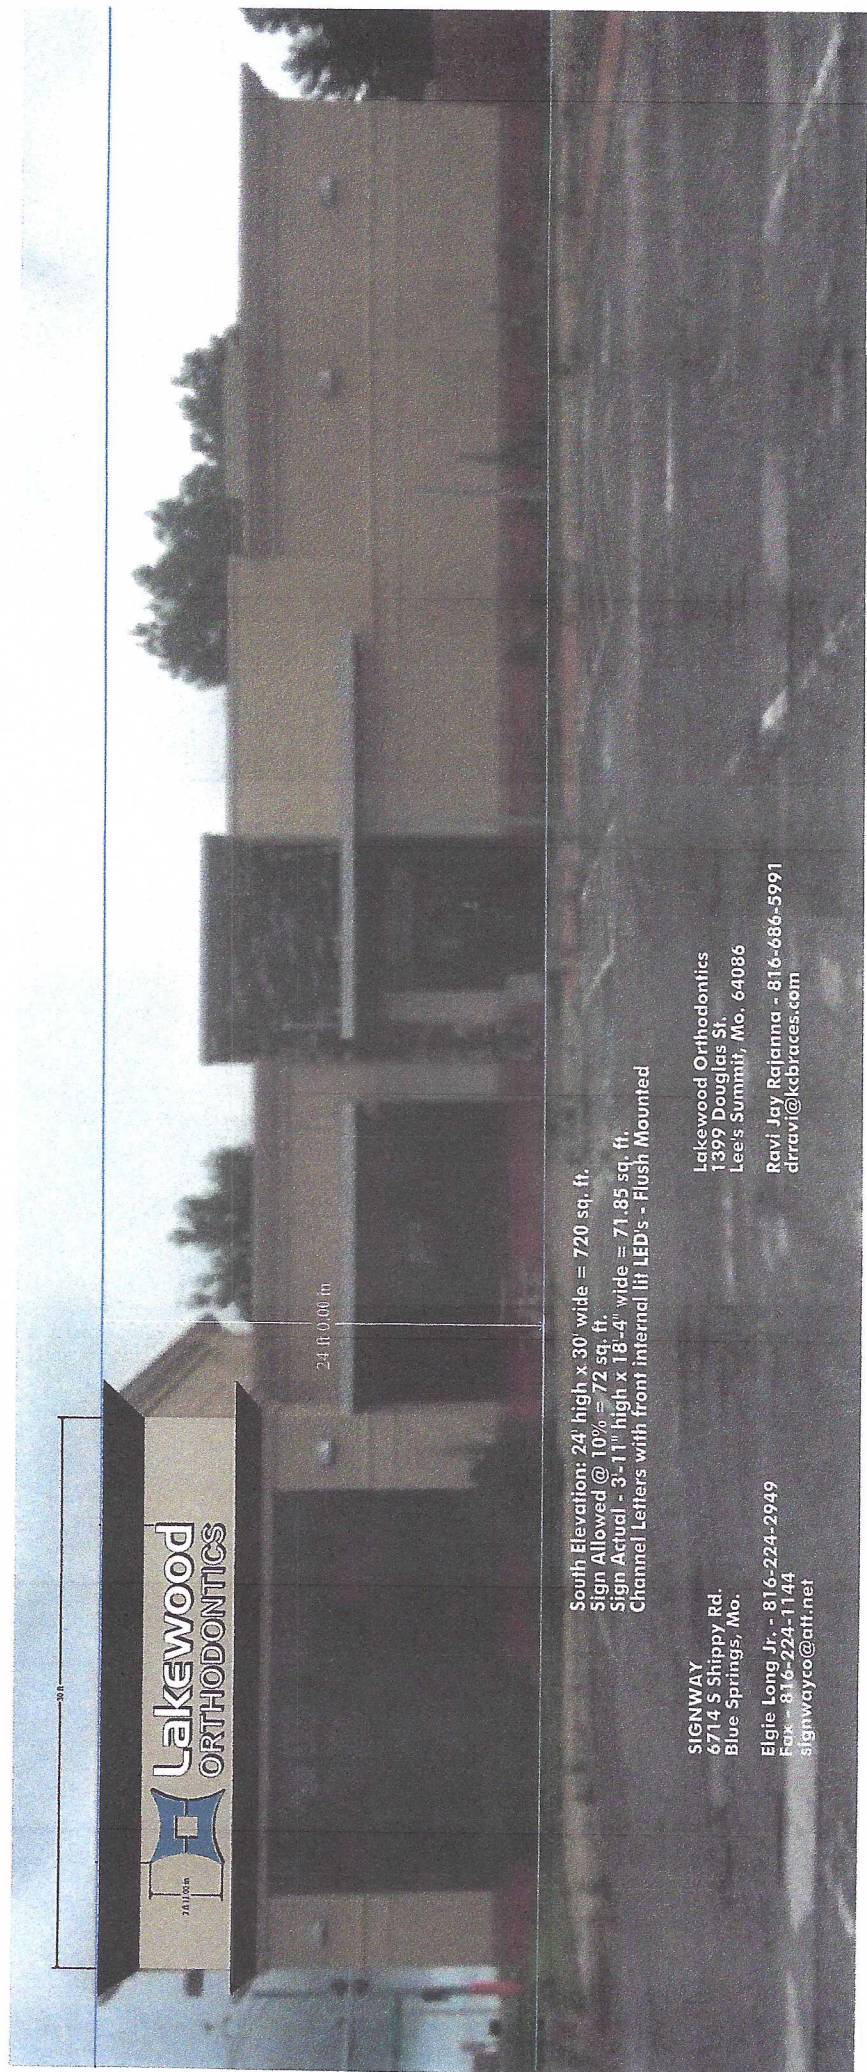 30 ft
Lakewood
ORTHODONTICS
24 ft 0.00 in
South Elevation: 24' high x 30' wide = 720 sq. ft.
Sign Allowed @ 10% = 72 sq. ft.
Sign Actual - 3'-11" high x 18'-4" wide = 71.85 sq. ft.
Channel Letters with front internal lit LED's - Flush Mounted
SIGNWAY
6714 S Shippy Rd.
Blue Springs, Mo.
Elgie Long Jr. - 816-224-2949
Fax - 816-224-1144
signwayco@att.net
Lakewood Orthodontics
1399 Douglas St.
Lee's Summit, Mo. 64086
Ravi Jay Rajanna - 816-686-5991
drravi@kcbraces.com